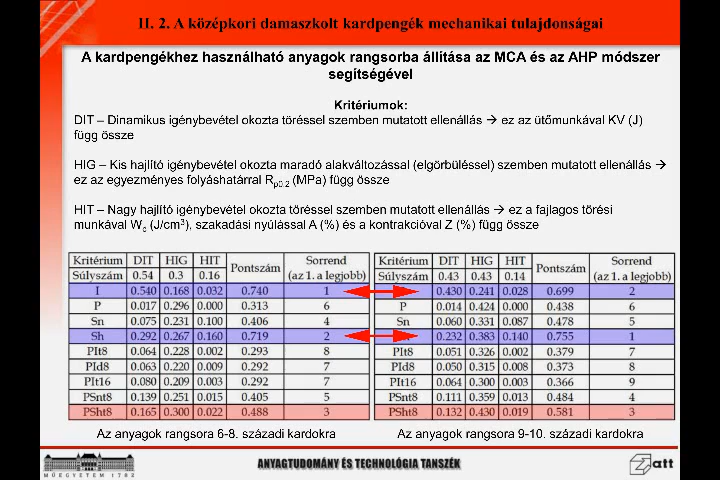 II. 2. A középkori damaszkolt kardpengék mechanikai tulajdonságai
A kardpengékhez használható anyagok rangsorba állítása az MCA és az AHP módszer
segítségével
Kritériumok:
DIT – Dinamikus igénybevétel okozta töréssel szemben mutatott ellenállás → ez az ütőmunkával KV (J)
függ össze
HIG – Kis hajlító igénybevétel okozta maradó alakváltozással (elgörbüléssel) szemben mutatott ellenállás →
ez az egyezményes folyáshatárral Rp0.2 (MPa) függ össze
HIT – Nagy hajlító igénybevétel okozta töréssel szemben mutatott ellenállás → ez a fajlagos törési
munkával Wc (J/cm³), szakadási nyúlással A (%) és a kontrakcióval Z (%) függ össze
Kritérium DIT HIG HIT Pontszám Sorrend
Súlyszám 0.54 0.3 0.16 (az 1. a legjobb)
I 0.540 0.168 0.032 0.740 1
P 0.017 0.296 0.000 0.313 6
Sn 0.075 0.231 0.100 0.406 4
Sh 0.292 0.267 0.160 0.719 2
PIt8 0.064 0.228 0.002 0.293 8
PId8 0.063 0.220 0.009 0.292 7
PIt16 0.080 0.209 0.003 0.292 7
PSnt8 0.139 0.251 0.015 0.405 5
PSht8 0.165 0.300 0.022 0.488 3
Az anyagok rangsora 6-8. századi kardokra
Kritérium DIT HIG HIT Pontszám Sorrend
Súlyszám 0.43 0.43 0.14 (az 1. a legjobb)
I 0.430 0.241 0.028 0.699 2
P 0.014 0.424 0.000 0.438 6
Sn 0.060 0.331 0.087 0.478 5
Sh 0.232 0.383 0.140 0.755 1
PIt8 0.051 0.326 0.002 0.379 7
PId8 0.050 0.315 0.008 0.373 8
PIt16 0.064 0.300 0.003 0.366 9
PSnt8 0.111 0.359 0.013 0.484 4
PSht8 0.132 0.430 0.019 0.581 3
Az anyagok rangsora 9-10. századi kardokra
MŰEGYETEM 1782
ANYAGTUDOMÁNY ÉS TECHNOLÓGIA TANSZÉK
att